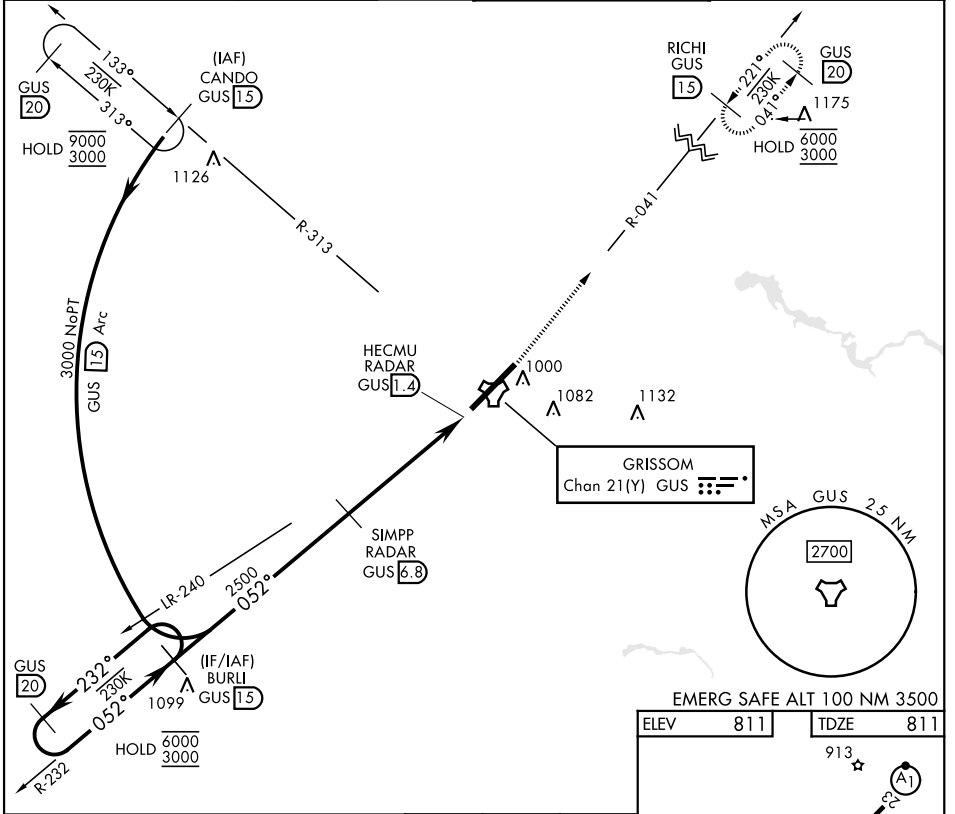 133°
230K
313°
GUS
20
(IAF)
CANDO
GUS 15
HOLD 9000
3000
1126
R-313
3000 NoPT
GUS 15 Arc
RICHI
GUS
15
221°
230K
041°
GUS
20
1175
HOLD 6000
3000
R-041
HECMU
RADAR
GUS 1.4
1000
1082
1132
GRISSOM
Chan 21(Y) GUS
SIMPP
RADAR
GUS 6.8
LR-240
2500
052°
MSA GUS 25 NM
2700
GUS
20
232°
230K
052°
1099
(IF/IAF)
BURLI
GUS 15
HOLD 6000
3000
R-232
EMERG SAFE ALT 100 NM 3500
ELEV 811
TDZE 811
913
A1
23